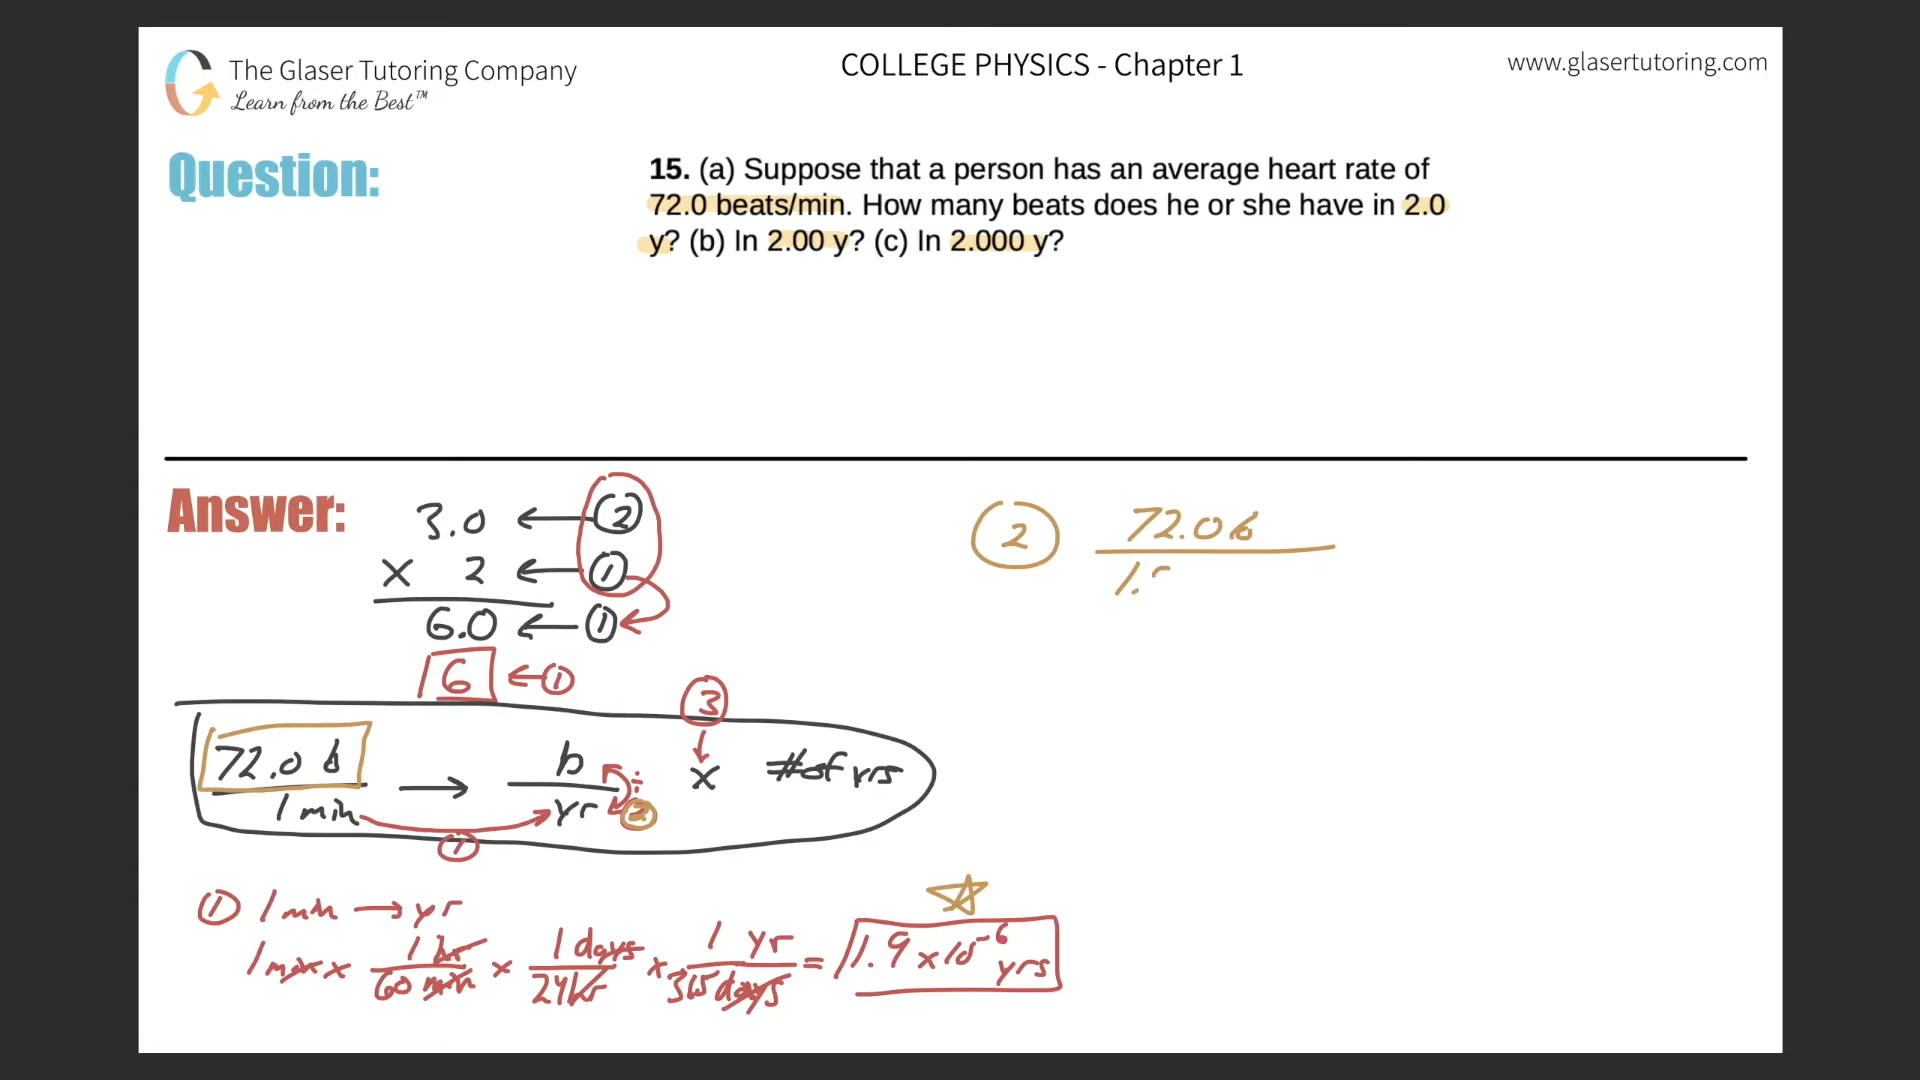 The Glaser Tutoring Company
Learn from the Best™
COLLEGE PHYSICS - Chapter 1
www.glasertutoring.com
Question:
15. (a) Suppose that a person has an average heart rate of
72.0 beats/min. How many beats does he or she have in 2.0
y? (b) In 2.00 y? (c) In 2.000 y?
Answer:
3.0 ← 2
x 2 ← 1
6.0 ← 1
6 ← 1
3
72.0 b / 1 min → b / yr ÷ x #of yrs
2
1
1 1 min → yr
1 min x 1 hr / 60 min x 1 days / 24 hr x 1 yr / 365 days = 1.9 x 10⁻⁶ yrs
2 72.0 b
1.